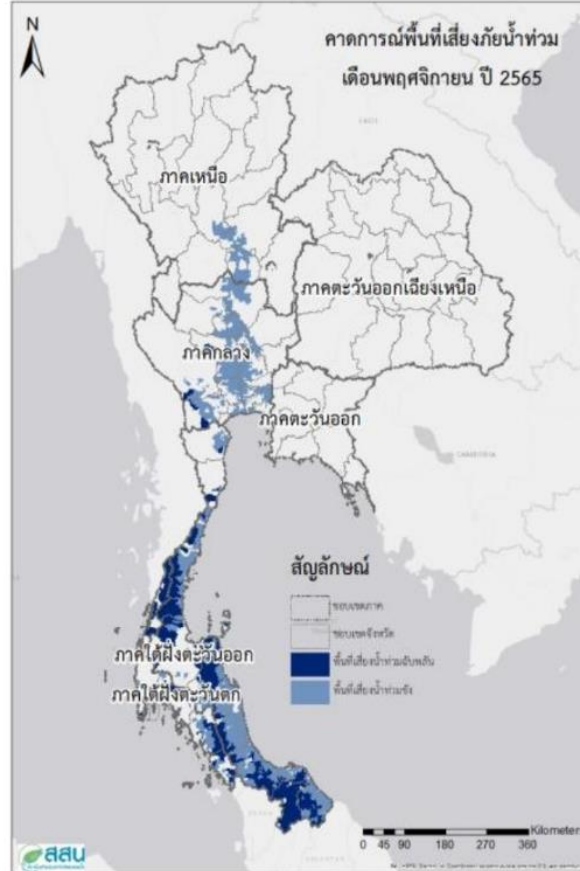 N
คาดการณ์พื้นที่เสี่ยงภัยน้ำท่วม
เดือนพฤศจิกายน ปี 2565
ภาคเหนือ
ภาคตะวันออกเฉียงเหนือ
ภาคกลาง
ภาคตะวันออก
CAMBODIA
สัญลักษณ์
ขอบเขตภาค
ขอบเขตจังหวัด
พื้นที่เสี่ยงน้ำท่วมฉับพลัน
พื้นที่เสี่ยงน้ำท่วมขัง
ภาคใต้ฝั่งตะวันออก
ภาคใต้ฝั่งตะวันตก
Kilometer
0 45 90 180 270 360
สสน